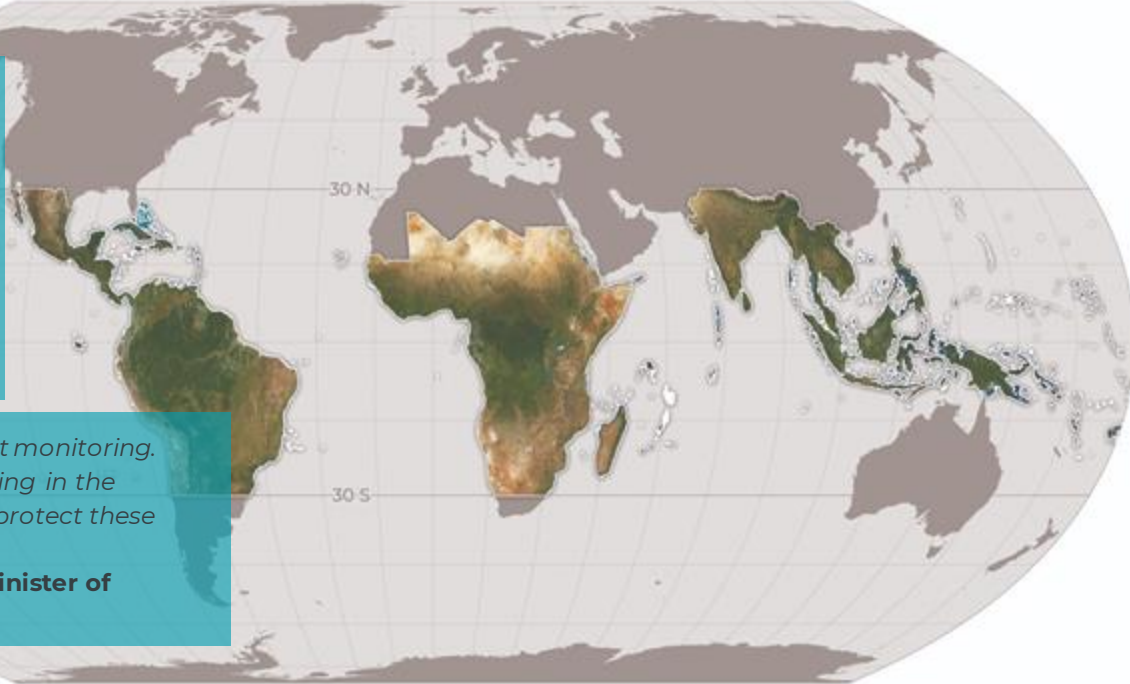 30 N
t monitoring.
ing in the
protect these
30 S
inister of